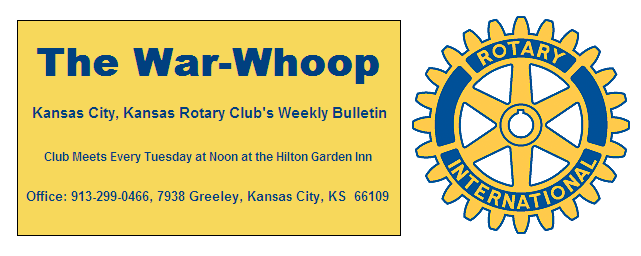 The War-Whoop
Kansas City, Kansas Rotary Club's Weekly Bulletin
Club Meets Every Tuesday at Noon at the Hilton Garden Inn
Office: 913-299-0466, 7938 Greeley, Kansas City, KS  66109
ROTARY
INTERNATIONAL